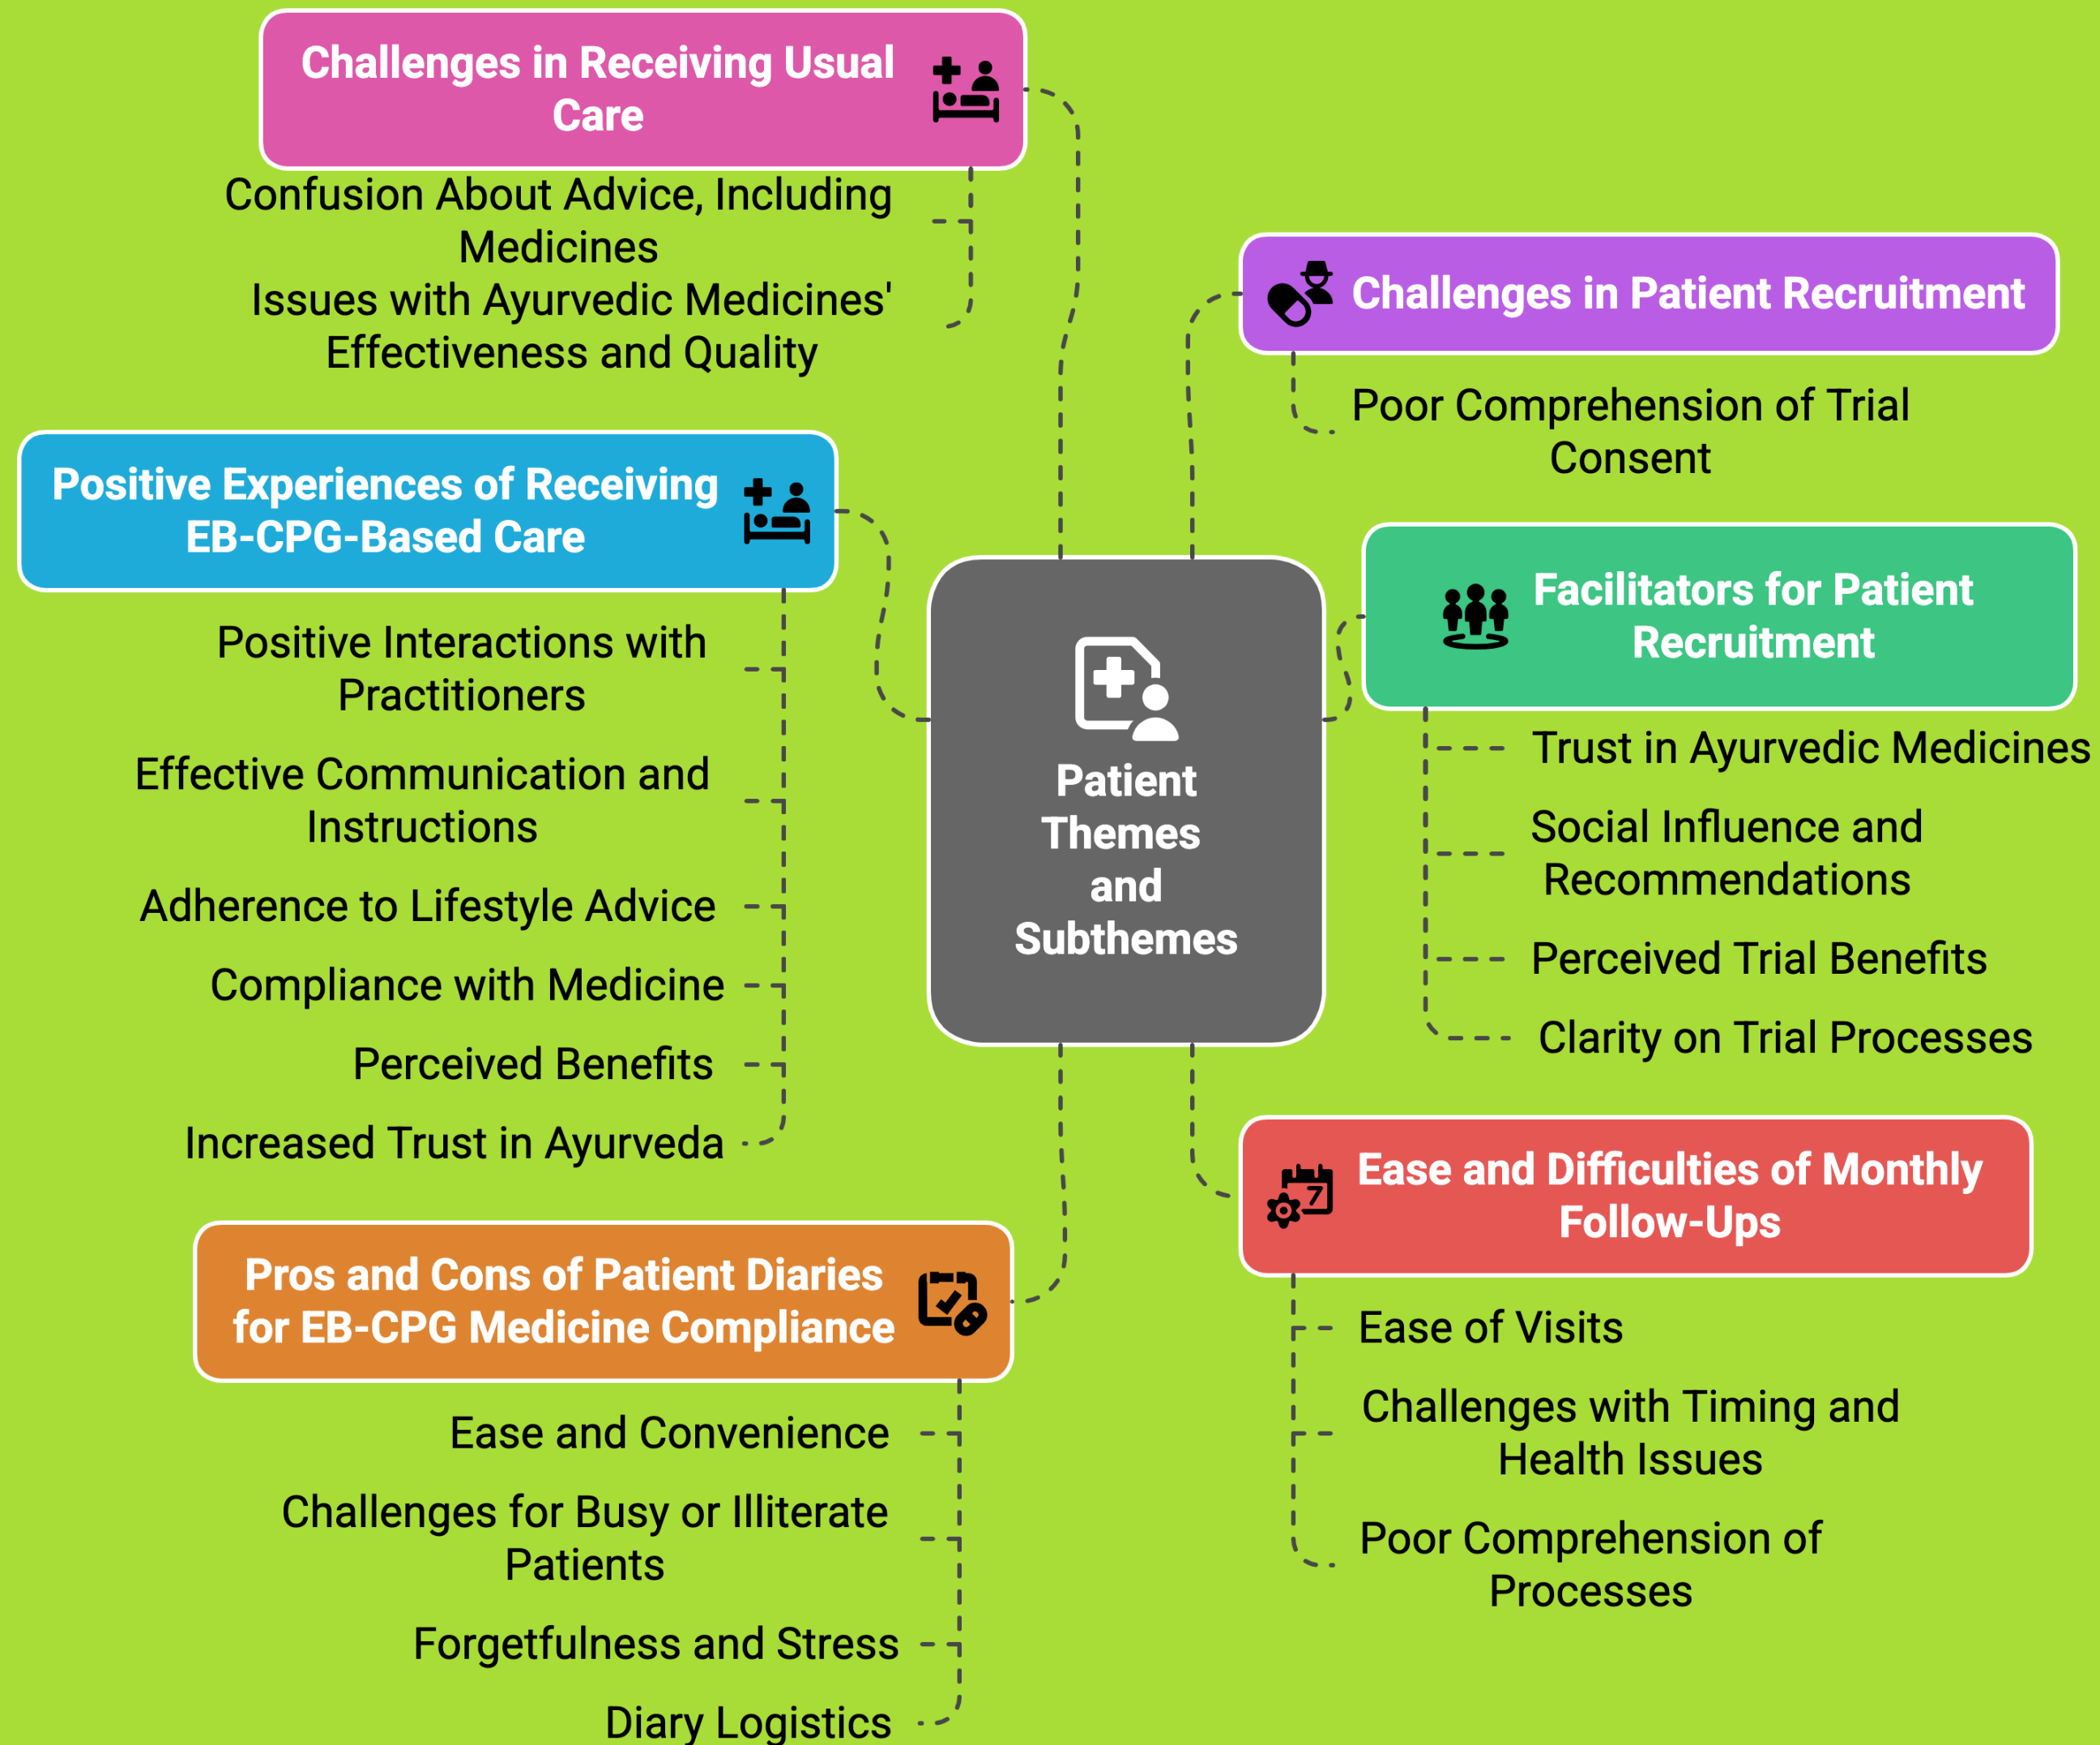 Challenges in Receiving Usual
Care
Confusion About Advice, Including
Medicines
Issues with Ayurvedic Medicines'
Effectiveness and Quality
Positive Experiences of Receiving
EB-CPG-Based Care
Positive Interactions with
Practitioners
Effective Communication and
Instructions
Adherence to Lifestyle Advice
Compliance with Medicine
Perceived Benefits
Increased Trust in Ayurveda
Pros and Cons of Patient Diaries
for EB-CPG Medicine Compliance
Ease and Convenience
Challenges for Busy or Illiterate
Patients
Forgetfulness and Stress
Diary Logistics
Patient
Themes
and
Subthemes
Challenges in Patient Recruitment
Poor Comprehension of Trial
Consent
Facilitators for Patient
Recruitment
Trust in Ayurvedic Medicines
Social Influence and
Recommendations
Perceived Trial Benefits
Clarity on Trial Processes
7
Ease and Difficulties of Monthly
Follow-Ups
Ease of Visits
Challenges with Timing and
Health Issues
Poor Comprehension of
Processes